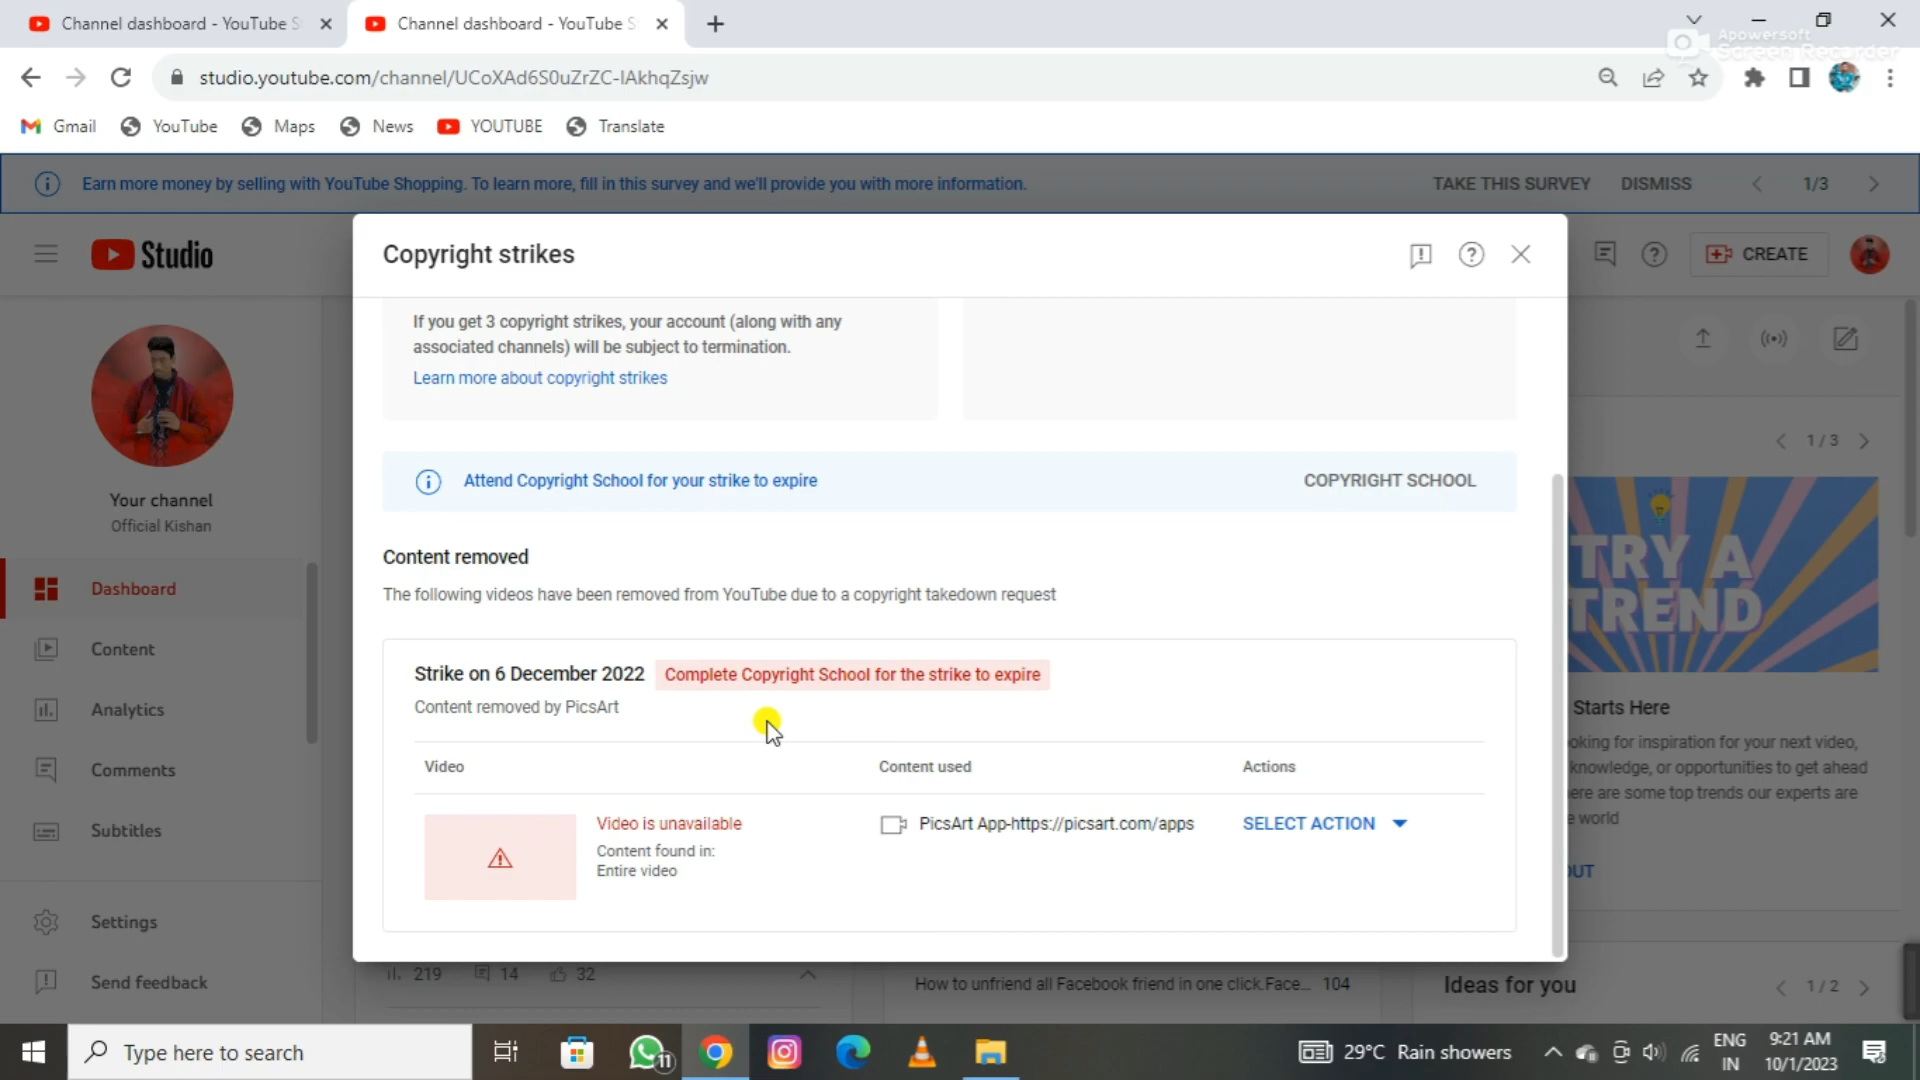 Channel dashboard - YouTube S
Channel dashboard - YouTube S
Apowersoft
Screen Recorder
studio.youtube.com/channel/UCoXAd6S0uZrZC-lAkhqZsjw
Gmail YouTube Maps News YOUTUBE Translate
Earn more money by selling with YouTube Shopping. To learn more, fill in this survey and we'll provide you with more information.
TAKE THIS SURVEY DISMISS 1/3
Studio
Copyright strikes
CREATE
If you get 3 copyright strikes, your account (along with any
associated channels) will be subject to termination.
Learn more about copyright strikes
1 / 3
Attend Copyright School for your strike to expire
COPYRIGHT SCHOOL
Your channel
Official Kishan
TRY A
TREND
Content removed
The following videos have been removed from YouTube due to a copyright takedown request
Dashboard
Content
Analytics
Comments
Subtitles
Settings
Send feedback
Strike on 6 December 2022 Complete Copyright School for the strike to expire
Content removed by PicsArt
Video Content used Actions
Video is unavailable
Content found in:
Entire video
PicsArt App-https://picsart.com/apps
SELECT ACTION
Starts Here
oking for inspiration for your next video,
knowledge, or opportunities to get ahead
ere are some top trends our experts are
e world
OUT
219 14 32
How to unfriend all Facebook friend in one click.Face... 104
Ideas for you
1 / 2
Type here to search
11
29°C Rain showers
ENG
IN
9:21 AM
10/1/2023